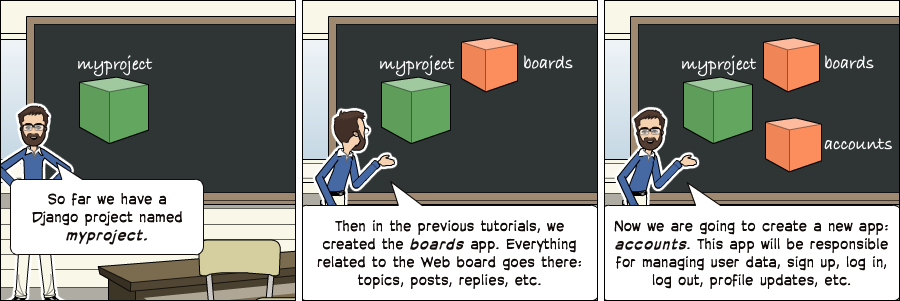 myproject
So far we have a
Django project named
myproject.
myproject
boards
Then in the previous tutorials, we
created the boards app. Everything
related to the Web board goes there:
topics, posts, replies, etc.
myproject
boards
accounts
Now we are going to create a new app:
accounts. This app will be responsible
for managing user data, sign up, log in,
log out, profile updates, etc.